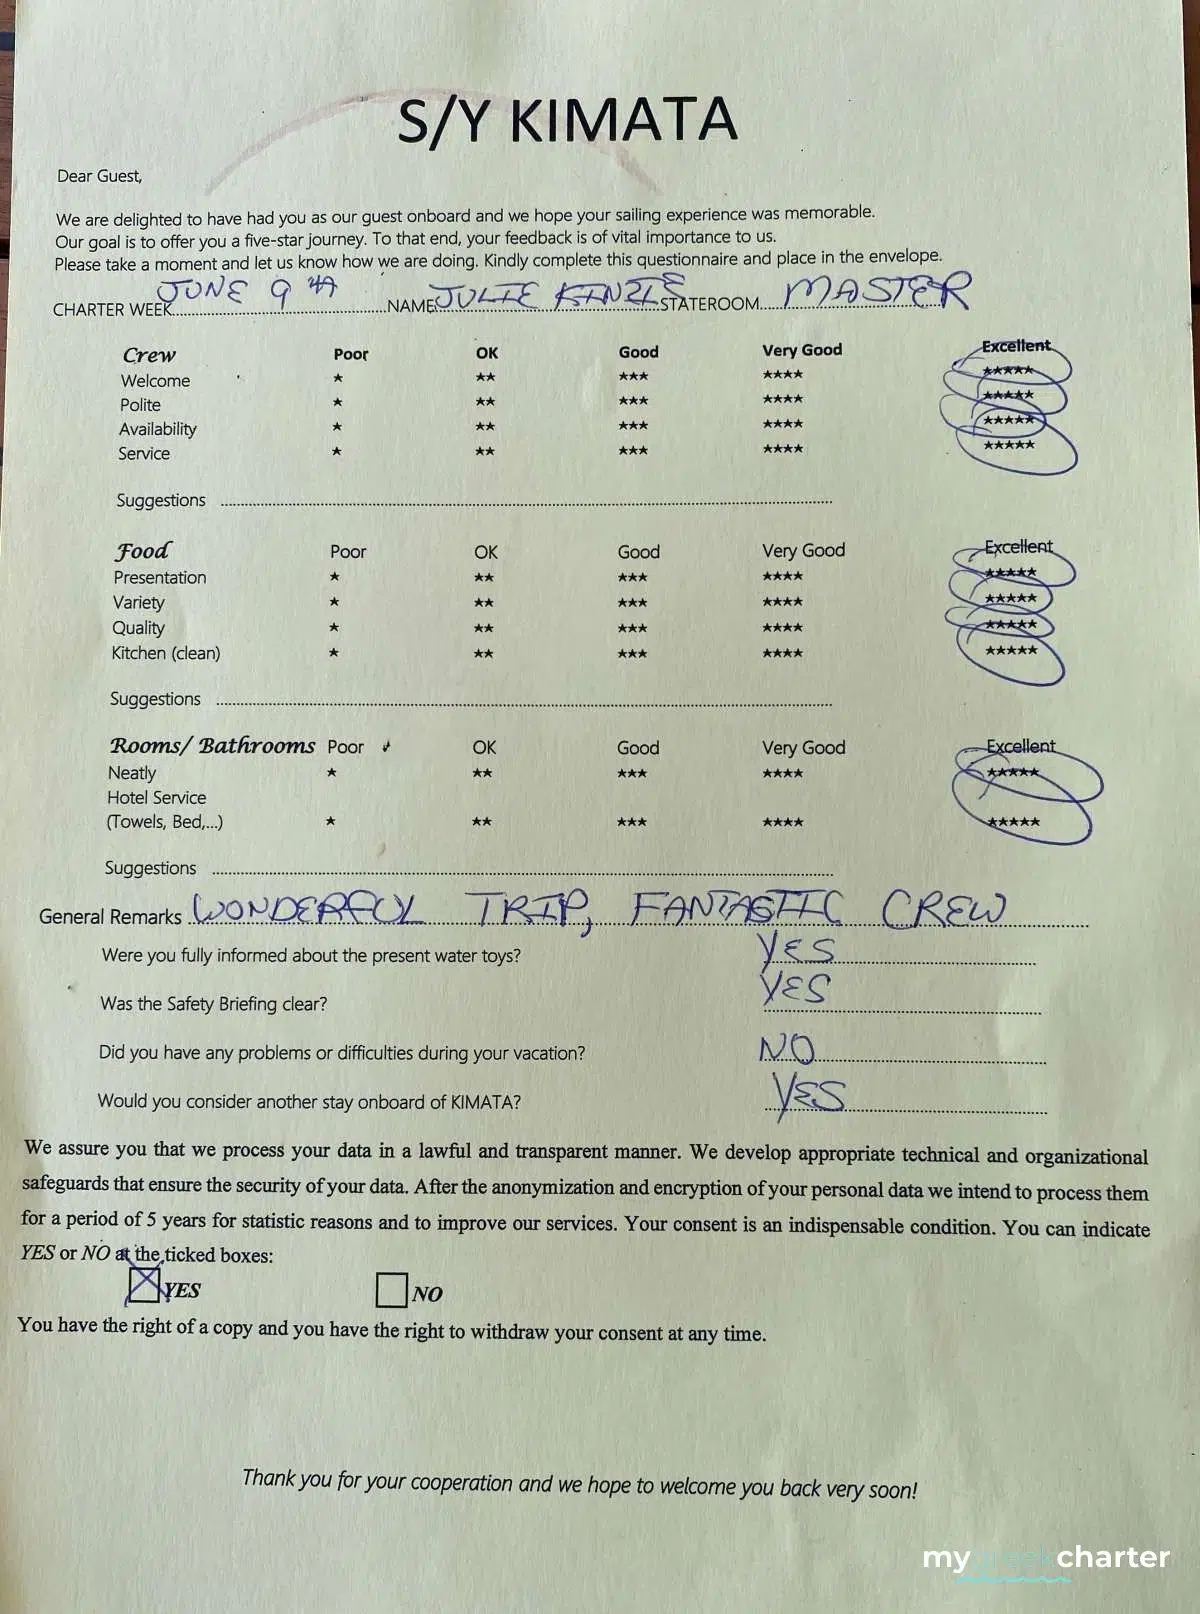 S/Y KIMATA
Dear Guest,
We are delighted to have had you as our guest onboard and we hope your sailing experience was memorable.
Our goal is to offer you a five-star journey. To that end, your feedback is of vital importance to us.
Please take a moment and let us know how we are doing. Kindly complete this questionnaire and place in the envelope.
CHARTER WEEK JUNE 9TH NAME JULIE KINZIE STATEROOM MASTER
Crew Poor OK Good Very Good Excellent
Welcome ★ ★★ ★★★ ★★★★ ★★★★★
Polite ★ ★★ ★★★ ★★★★ ★★★★★
Availability ★ ★★ ★★★ ★★★★ ★★★★★
Service ★ ★★ ★★★ ★★★★ ★★★★★
Suggestions
Food Poor OK Good Very Good Excellent
Presentation ★ ★★ ★★★ ★★★★ ★★★★★
Variety ★ ★★ ★★★ ★★★★ ★★★★★
Quality ★ ★★ ★★★ ★★★★ ★★★★★
Kitchen (clean) ★ ★★ ★★★ ★★★★ ★★★★★
Suggestions
Rooms/ Bathrooms Poor OK Good Very Good Excellent
Neatly ★ ★★ ★★★ ★★★★ ★★★★★
Hotel Service
(Towels, Bed,...) ★ ★★ ★★★ ★★★★ ★★★★★
Suggestions
General Remarks WONDERFUL TRIP, FANTASTIC CREW
Were you fully informed about the present water toys? YES
Was the Safety Briefing clear? YES
Did you have any problems or difficulties during your vacation? NO
Would you consider another stay onboard of KIMATA? YES
We assure you that we process your data in a lawful and transparent manner. We develop appropriate technical and organizational
safeguards that ensure the security of your data. After the anonymization and encryption of your personal data we intend to process them
for a period of 5 years for statistic reasons and to improve our services. Your consent is an indispensable condition. You can indicate
YES or NO at the ticked boxes:
YES NO
You have the right of a copy and you have the right to withdraw your consent at any time.
Thank you for your cooperation and we hope to welcome you back very soon!
mygreekcharter